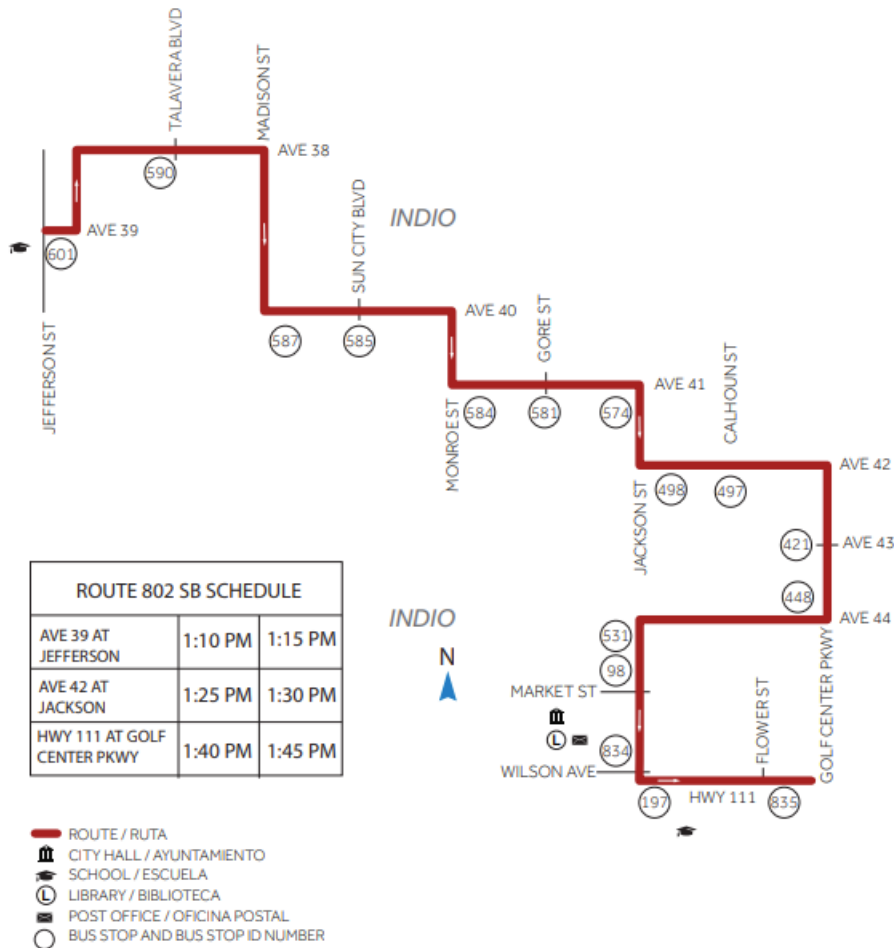 TALAVERA BLVD
MADISON ST
AVE 38
590
INDIO
SUN CITY BLVD
AVE 39
601
JEFFERSON ST
AVE 40
587
585
GORE ST
AVE 41
584
581
574
CALHOUN ST
MONROE ST
AVE 42
498
497
JACKSON ST
421
AVE 43
448
AVE 44
INDIO
N
531
98
MARKET ST
GOLF CENTER PKWY
FLOWER ST
L
834
WILSON AVE
197
HWY 111
835
ROUTE 802 SB SCHEDULE
AVE 39 AT
JEFFERSON
1:10 PM
1:15 PM
AVE 42 AT
JACKSON
1:25 PM
1:30 PM
HWY 111 AT GOLF
CENTER PKWY
1:40 PM
1:45 PM
ROUTE / RUTA
CITY HALL / AYUNTAMIENTO
SCHOOL / ESCUELA
L LIBRARY / BIBLIOTECA
POST OFFICE / OFICINA POSTAL
BUS STOP AND BUS STOP ID NUMBER